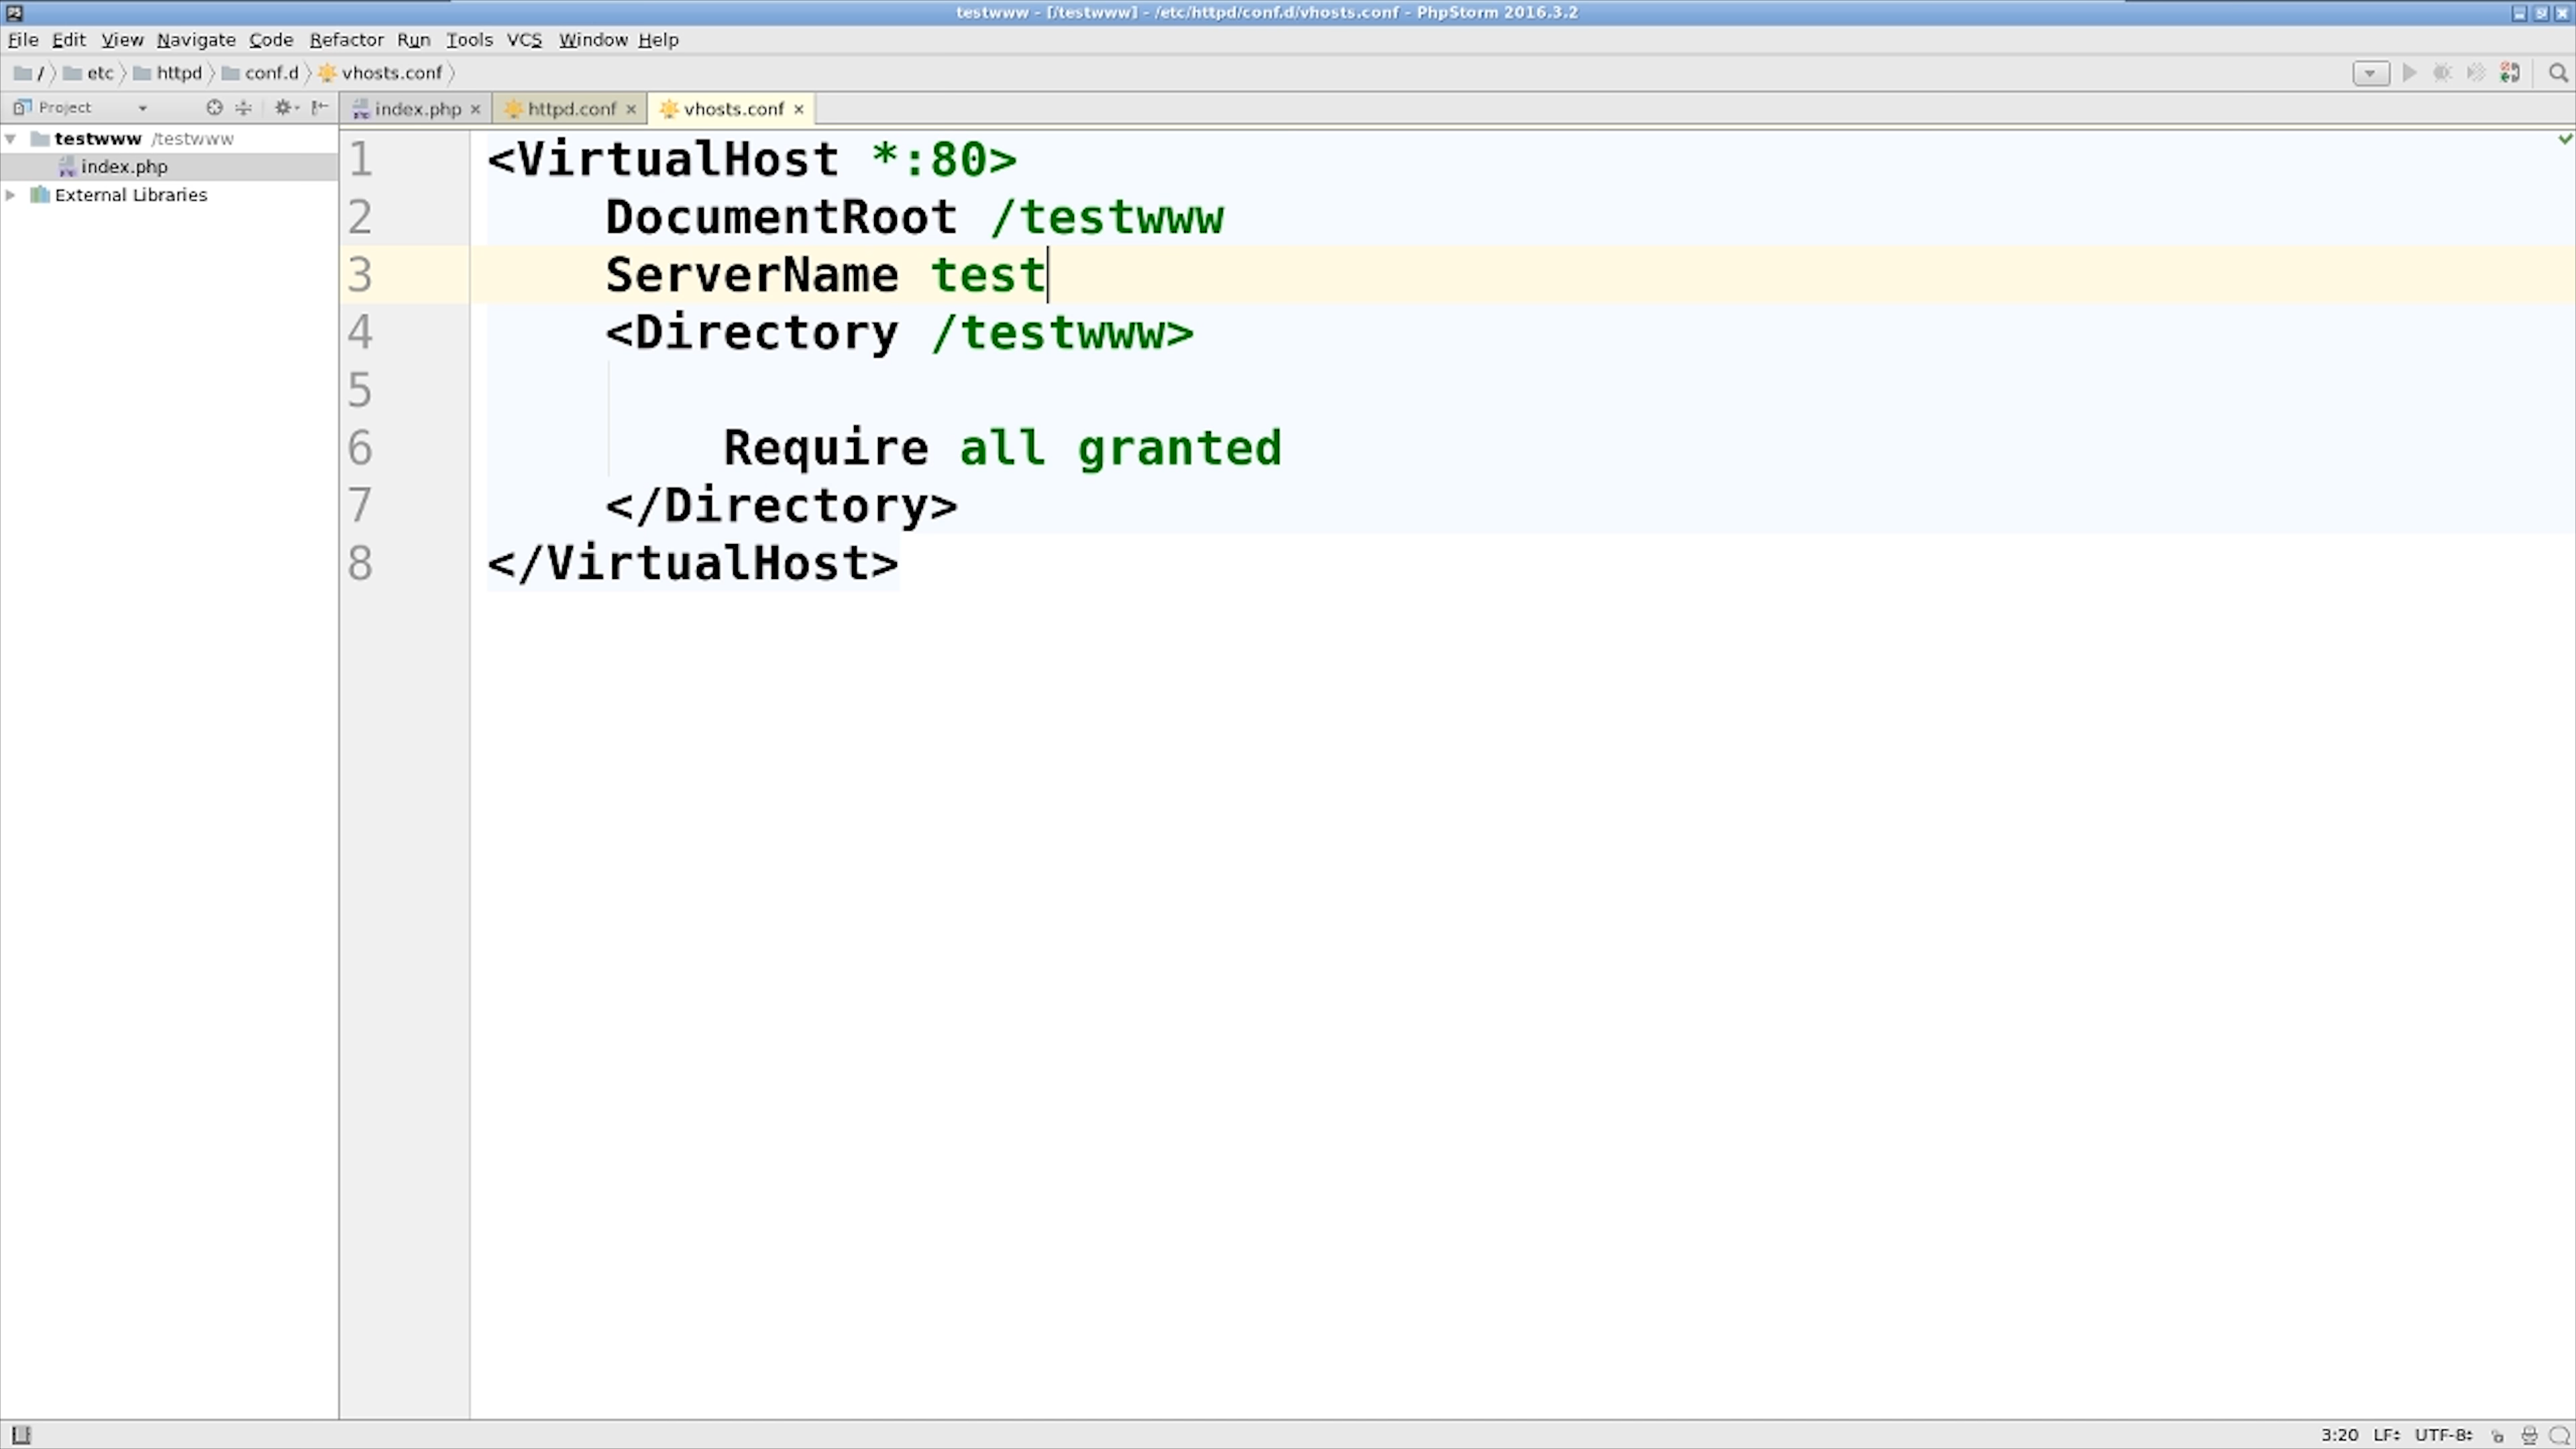 testwww - [/testwww] - /etc/httpd/conf.d/vhosts.conf - PhpStorm 2016.3.2
File Edit View Navigate Code Refactor Run Tools VCS Window Help
/ etc httpd conf.d vhosts.conf
Project
index.php httpd.conf vhosts.conf
testwww /testwww
index.php
External Libraries
1 <VirtualHost *:80>
2 DocumentRoot /testwww
3 ServerName test
4 <Directory /testwww>
5
6 Require all granted
7 </Directory>
8 </VirtualHost>
3:20 LF UTF-8